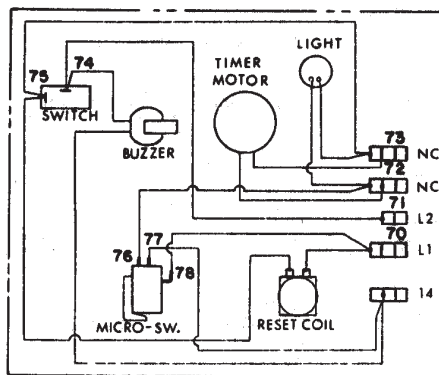 LIGHT
TIMER
MOTOR
75
74
SWITCH
BUZZER
73
NC
72
NC
71
L2
70
L1
76
77
78
14
MICRO-SW.
RESET COIL